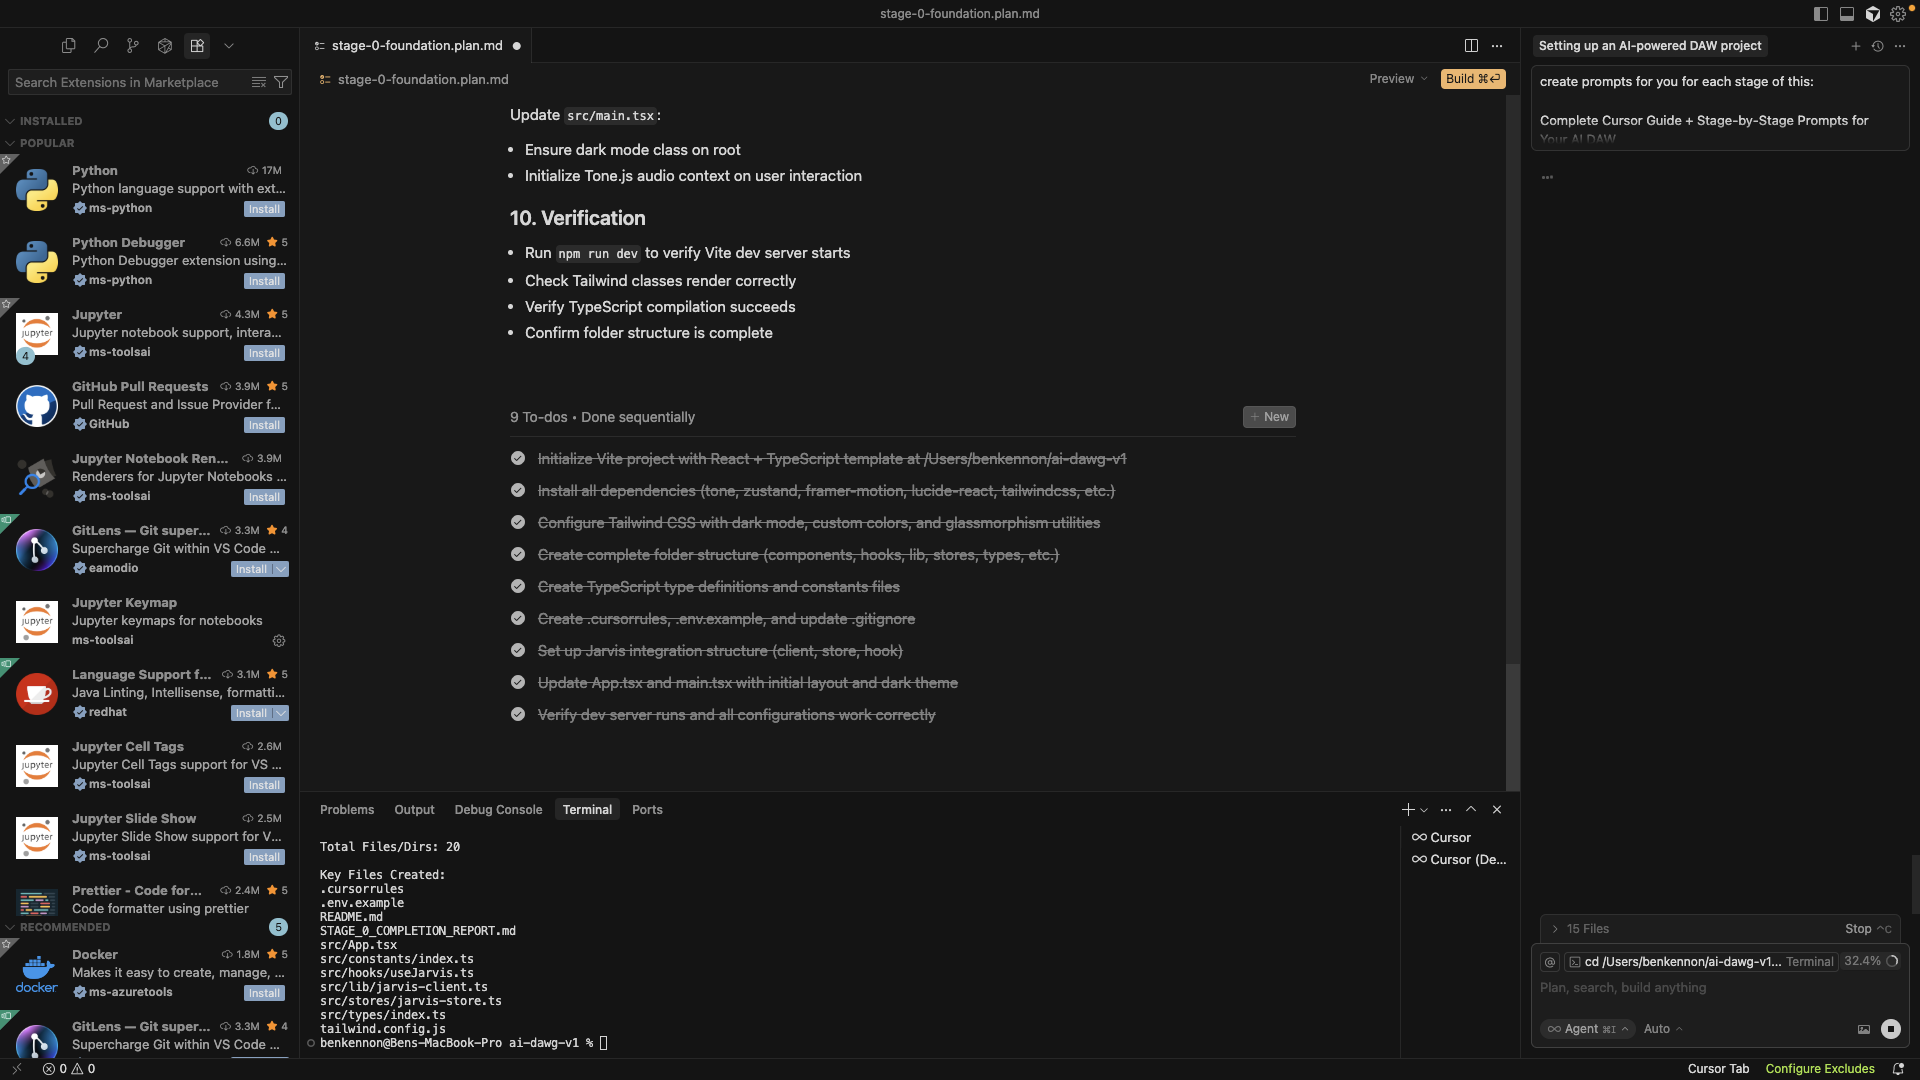 stage-0-foundation.plan.md
Search Extensions in Marketplace
INSTALLED
0
POPULAR
Python
17M
Python language support with ext...
ms-python
Install
Python Debugger
6.6M
5
Python Debugger extension using...
ms-python
Install
Jupyter
4.3M
5
Jupyter notebook support, intera...
ms-toolsai
Install
jupyter
4
GitHub Pull Requests
3.9M
5
Pull Request and Issue Provider f...
GitHub
Install
Jupyter Notebook Ren...
3.9M
Renderers for Jupyter Notebooks ...
ms-toolsai
Install
GitLens — Git super...
3.3M
4
Supercharge Git within VS Code ...
eamodio
Install
Jupyter Keymap
Jupyter keymaps for notebooks
ms-toolsai
jupyter
Language Support f...
3.1M
5
Java Linting, Intellisense, formatti...
redhat
Install
Jupyter Cell Tags
2.6M
Jupyter Cell Tags support for VS ...
ms-toolsai
Install
jupyter
Jupyter Slide Show
2.5M
Jupyter Slide Show support for V...
ms-toolsai
Install
jupyter
Prettier - Code for...
2.4M
5
Code formatter using prettier
RECOMMENDED
5
Docker
1.8M
5
Makes it easy to create, manage, ...
ms-azuretools
Install
docker
GitLens — Git super...
3.3M
4
Supercharge Git within VS Code ...
0
0
stage-0-foundation.plan.md
stage-0-foundation.plan.md
Preview
Build ⌘⏎
Update src/main.tsx:
• Ensure dark mode class on root
• Initialize Tone.js audio context on user interaction
10. Verification
• Run npm run dev to verify Vite dev server starts
• Check Tailwind classes render correctly
• Verify TypeScript compilation succeeds
• Confirm folder structure is complete
9 To-dos • Done sequentially
+ New
Initialize Vite project with React + TypeScript template at /Users/benkennon/ai-dawg-v1
Install all dependencies (tone, zustand, framer-motion, lucide-react, tailwindcss, etc.)
Configure Tailwind CSS with dark mode, custom colors, and glassmorphism utilities
Create complete folder structure (components, hooks, lib, stores, types, etc.)
Create TypeScript type definitions and constants files
Create .cursorrules, .env.example, and update .gitignore
Set up Jarvis integration structure (client, store, hook)
Update App.tsx and main.tsx with initial layout and dark theme
Verify dev server runs and all configurations work correctly
Problems
Output
Debug Console
Terminal
Ports
Total Files/Dirs: 20
Key Files Created:
.cursorrules
.env.example
README.md
STAGE_0_COMPLETION_REPORT.md
src/App.tsx
src/constants/index.ts
src/hooks/useJarvis.ts
src/lib/jarvis-client.ts
src/stores/jarvis-store.ts
src/types/index.ts
tailwind.config.js
benkennon@Bens-MacBook-Pro ai-dawg-v1 %
Cursor
Cursor (De...
Setting up an AI-powered DAW project
create prompts for you for each stage of this:
Complete Cursor Guide + Stage-by-Stage Prompts for
Your AI DAW
15 Files
Stop ^C
@
cd /Users/benkennon/ai-dawg-v1... Terminal
32.4%
Plan, search, build anything
Agent ⌘I
Auto
Cursor Tab
Configure Excludes